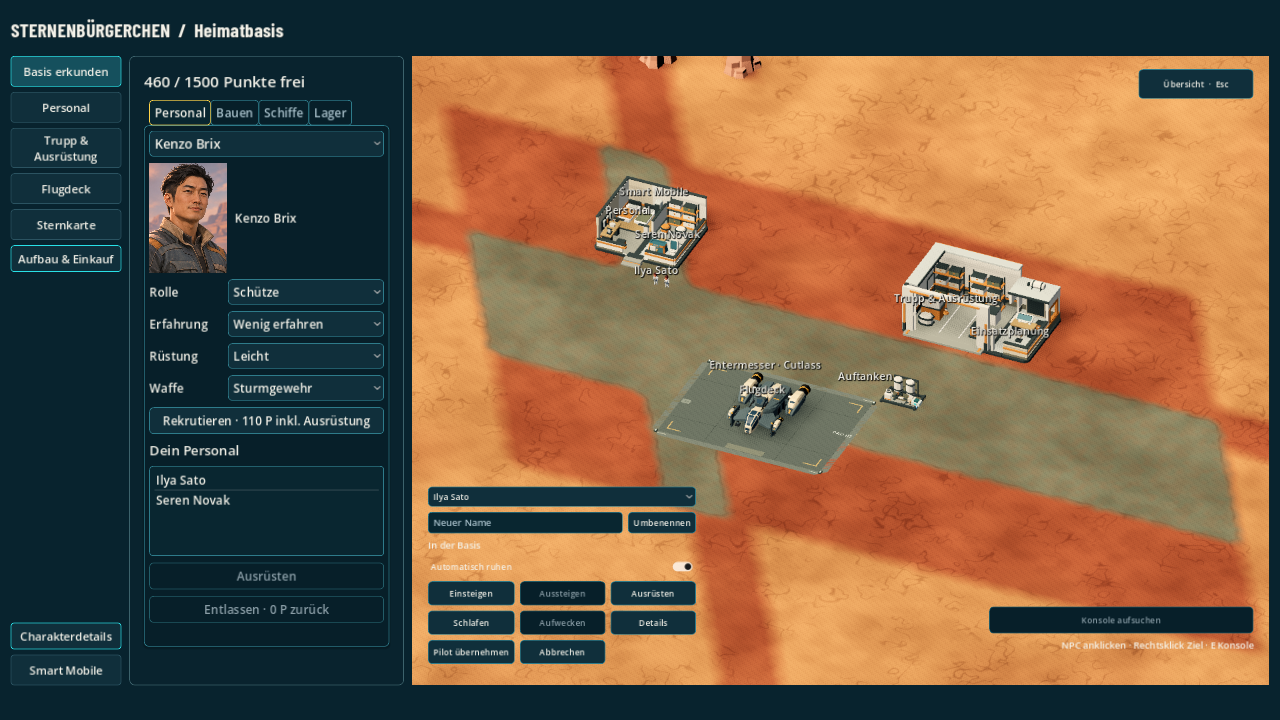 STERNENBÜRGERCHEN / Heimatbasis
Basis erkunden
Personal
Trupp &
Ausrüstung
Flugdeck
Sternkarte
Aufbau & Einkauf
Charakterdetails
Smart Mobile
460 / 1500 Punkte frei
Personal Bauen Schiffe Lager
Kenzo Brix
Kenzo Brix
Rolle Schütze
Erfahrung Wenig erfahren
Rüstung Leicht
Waffe Sturmgewehr
Rekrutieren · 110 P inkl. Ausrüstung
Dein Personal
Ilya Sato
Seren Novak
Ausrüsten
Entlassen · 0 P zurück
Übersicht · Esc
Smart Mobile
Personal
Seren Novak
Ilya Sato
Trupp & Ausrüstung
Einsatzplanung
Entermesser · Cutlass
Auftanken
Flugdeck
Ilya Sato
Neuer Name Umbenennen
In der Basis
Automatisch ruhen
Einsteigen Aussteigen Ausrüsten
Schlafen Aufwecken Details
Pilot übernehmen Abbrechen
Konsole aufsuchen
NPC anklicken · Rechtsklick Ziel · E Konsole